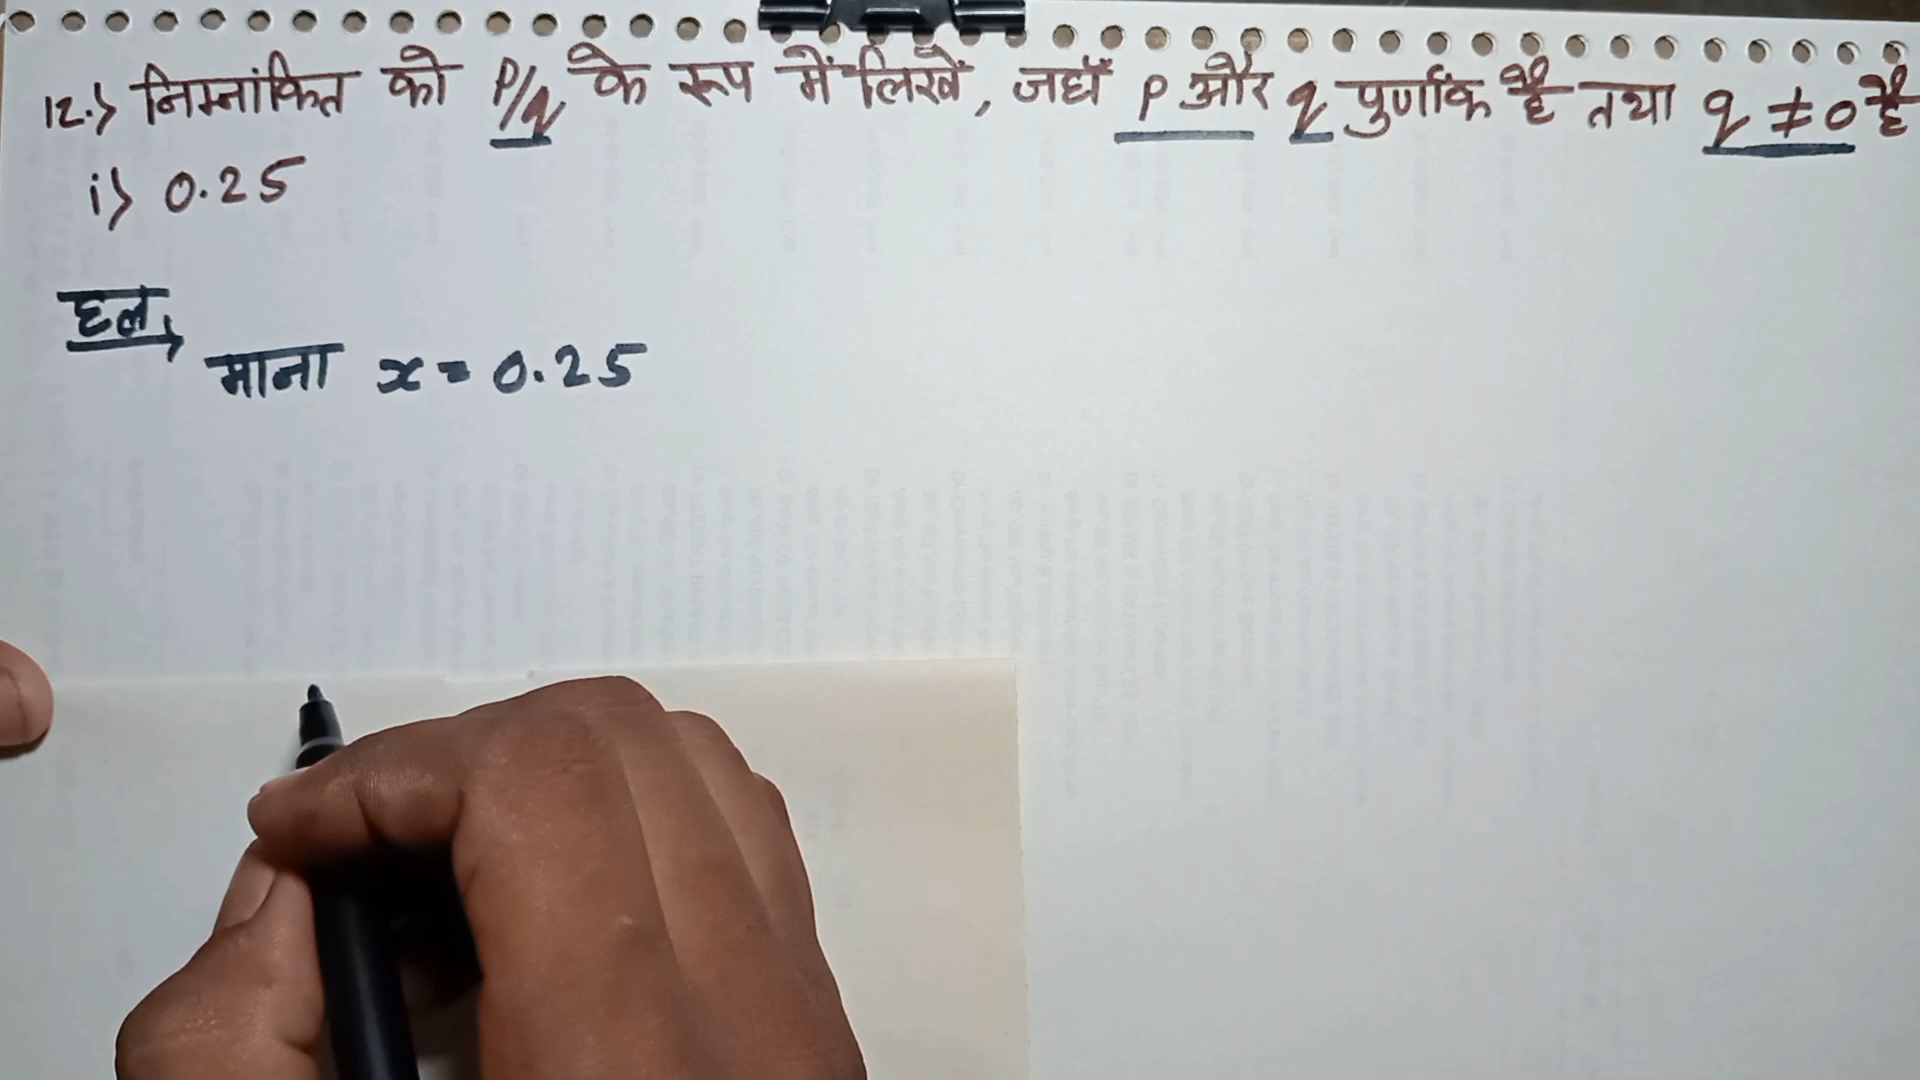 12.> निम्नांकित को P/q के रूप में लिखें, जहाँ P और q पुर्णांक है तथा q ≠ 0 है
i> 0.25
हल,
माना x = 0.25